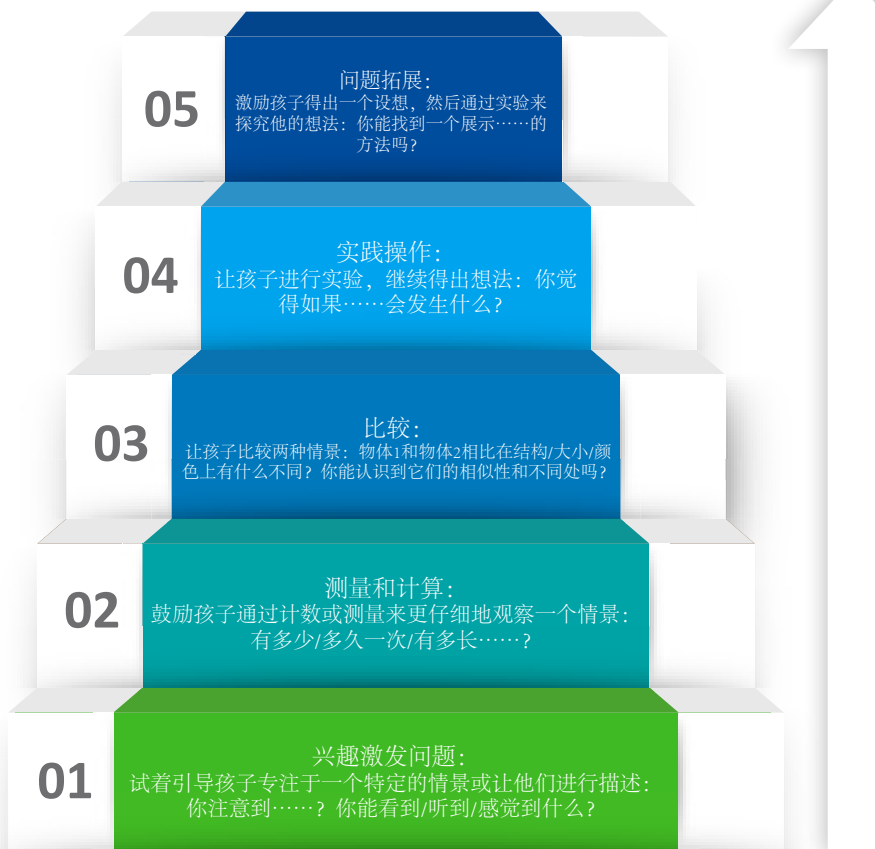 05
问题拓展：
激励孩子得出一个设想，然后通过实验来
探究他的想法：你能找到一个展示……的
方法吗？
04
实践操作：
让孩子进行实验，继续得出想法：你觉
得如果……会发生什么？
03
比较：
让孩子比较两种情景：物体1和物体2相比在结构/大小/颜
色上有什么不同？你能认识到它们的相似性和不同处吗？
02
测量和计算：
鼓励孩子通过计数或测量来更仔细地观察一个情景：
有多少/多久一次/有多长……？
01
兴趣激发问题：
试着引导孩子专注于一个特定的情景或让他们进行描述：
你注意到……？你能看到/听到/感觉到什么？